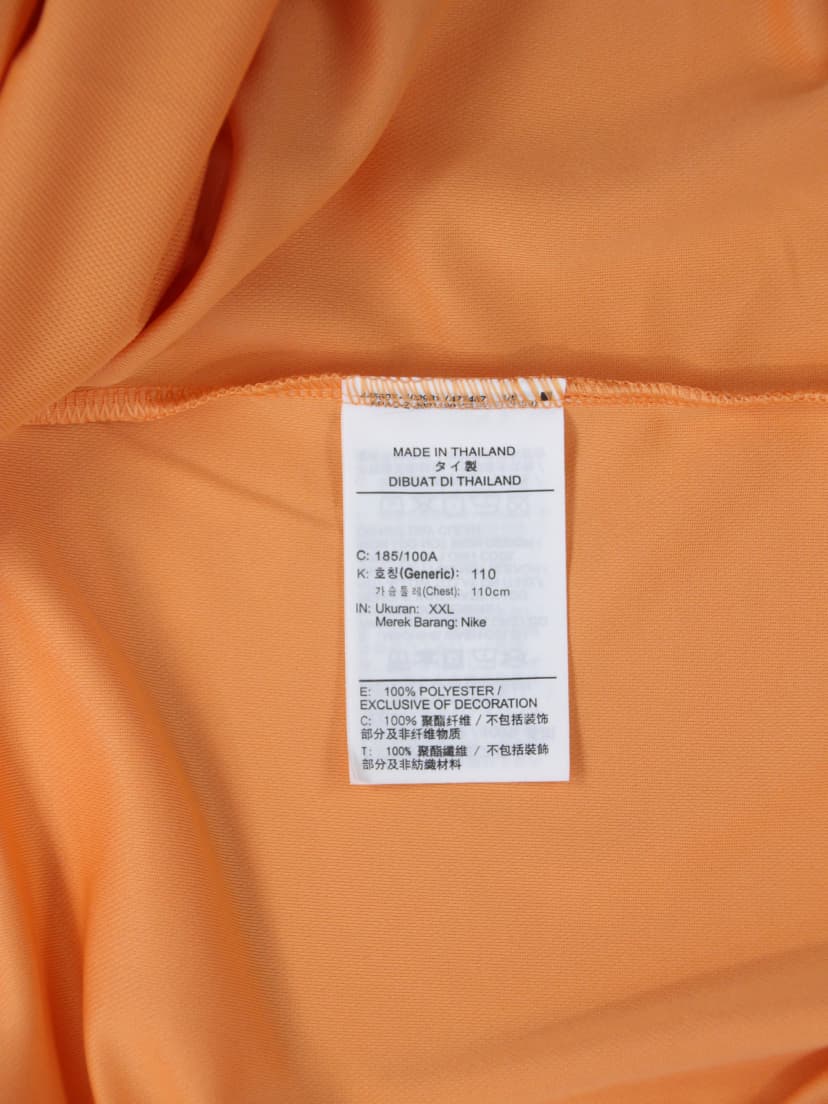 MADE IN THAILAND
タイ製
DIBUAT DI THAILAND
C: 185/100A
K: 호칭(Generic): 110
가슴둘레(Chest): 110cm
IN: Ukuran: XXL
Merek Barang: Nike
E: 100% POLYESTER /
EXCLUSIVE OF DECORATION
C: 100% 聚酯纤维 / 不包括装饰
部分及非纤维物质
T: 100% 聚酯纖維 / 不包括裝飾
部分及非紡織材料